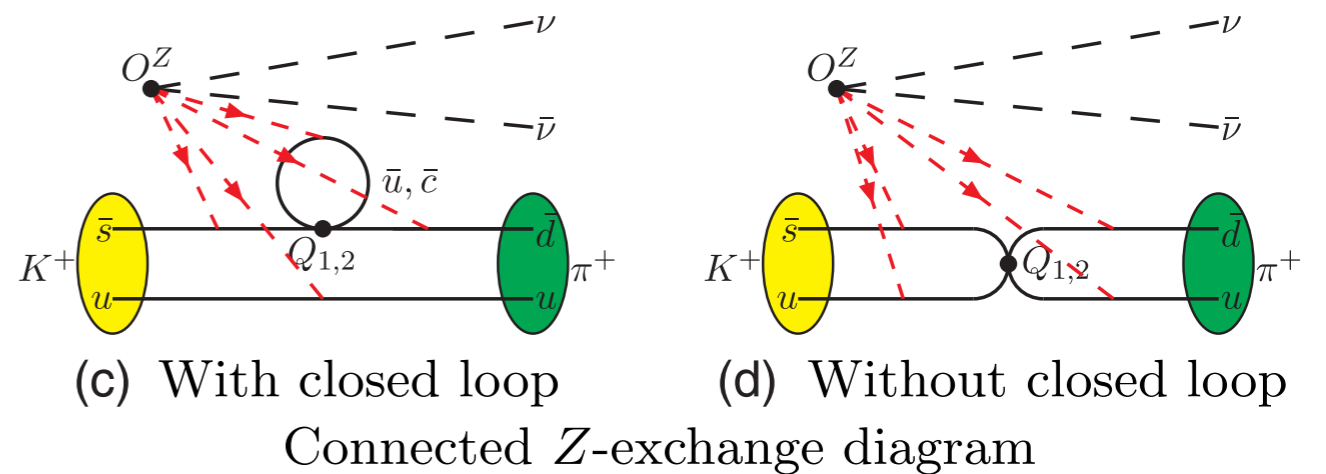 ν ν
O^Z O^Z
ν̄ ν̄
ū, c̄
s̄ d̄ s̄ d̄
Q_{1,2} Q_{1,2}
K^+ π^+ K^+ π^+
u u u u
(c) With closed loop (d) Without closed loop
Connected Z-exchange diagram